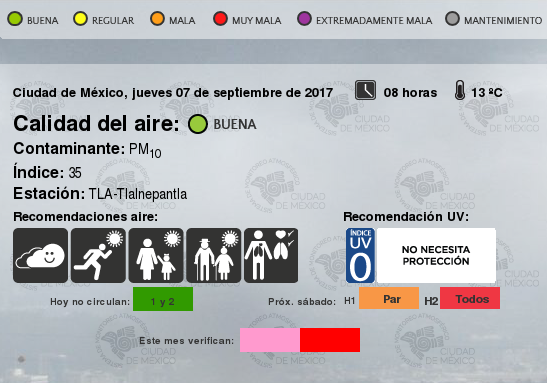 BUENA REGULAR MALA MUY MALA EXTREMADAMENTE MALA MANTENIMIENTO
Ciudad de México, jueves 07 de septiembre de 2017 08 horas 13 ºC
Calidad del aire: BUENA
Contaminante: PM10
Índice: 35
Estación: TLA-Tlalnepantla
Recomendaciones aire: Recomendación UV:
ÍNDICE
UV
0
NO NECESITA
PROTECCIÓN
Hoy no circulan: 1 y 2 Próx. sábado: H1 Par H2 Todos
Este mes verifican:
CIUDAD
DE MÉXICO